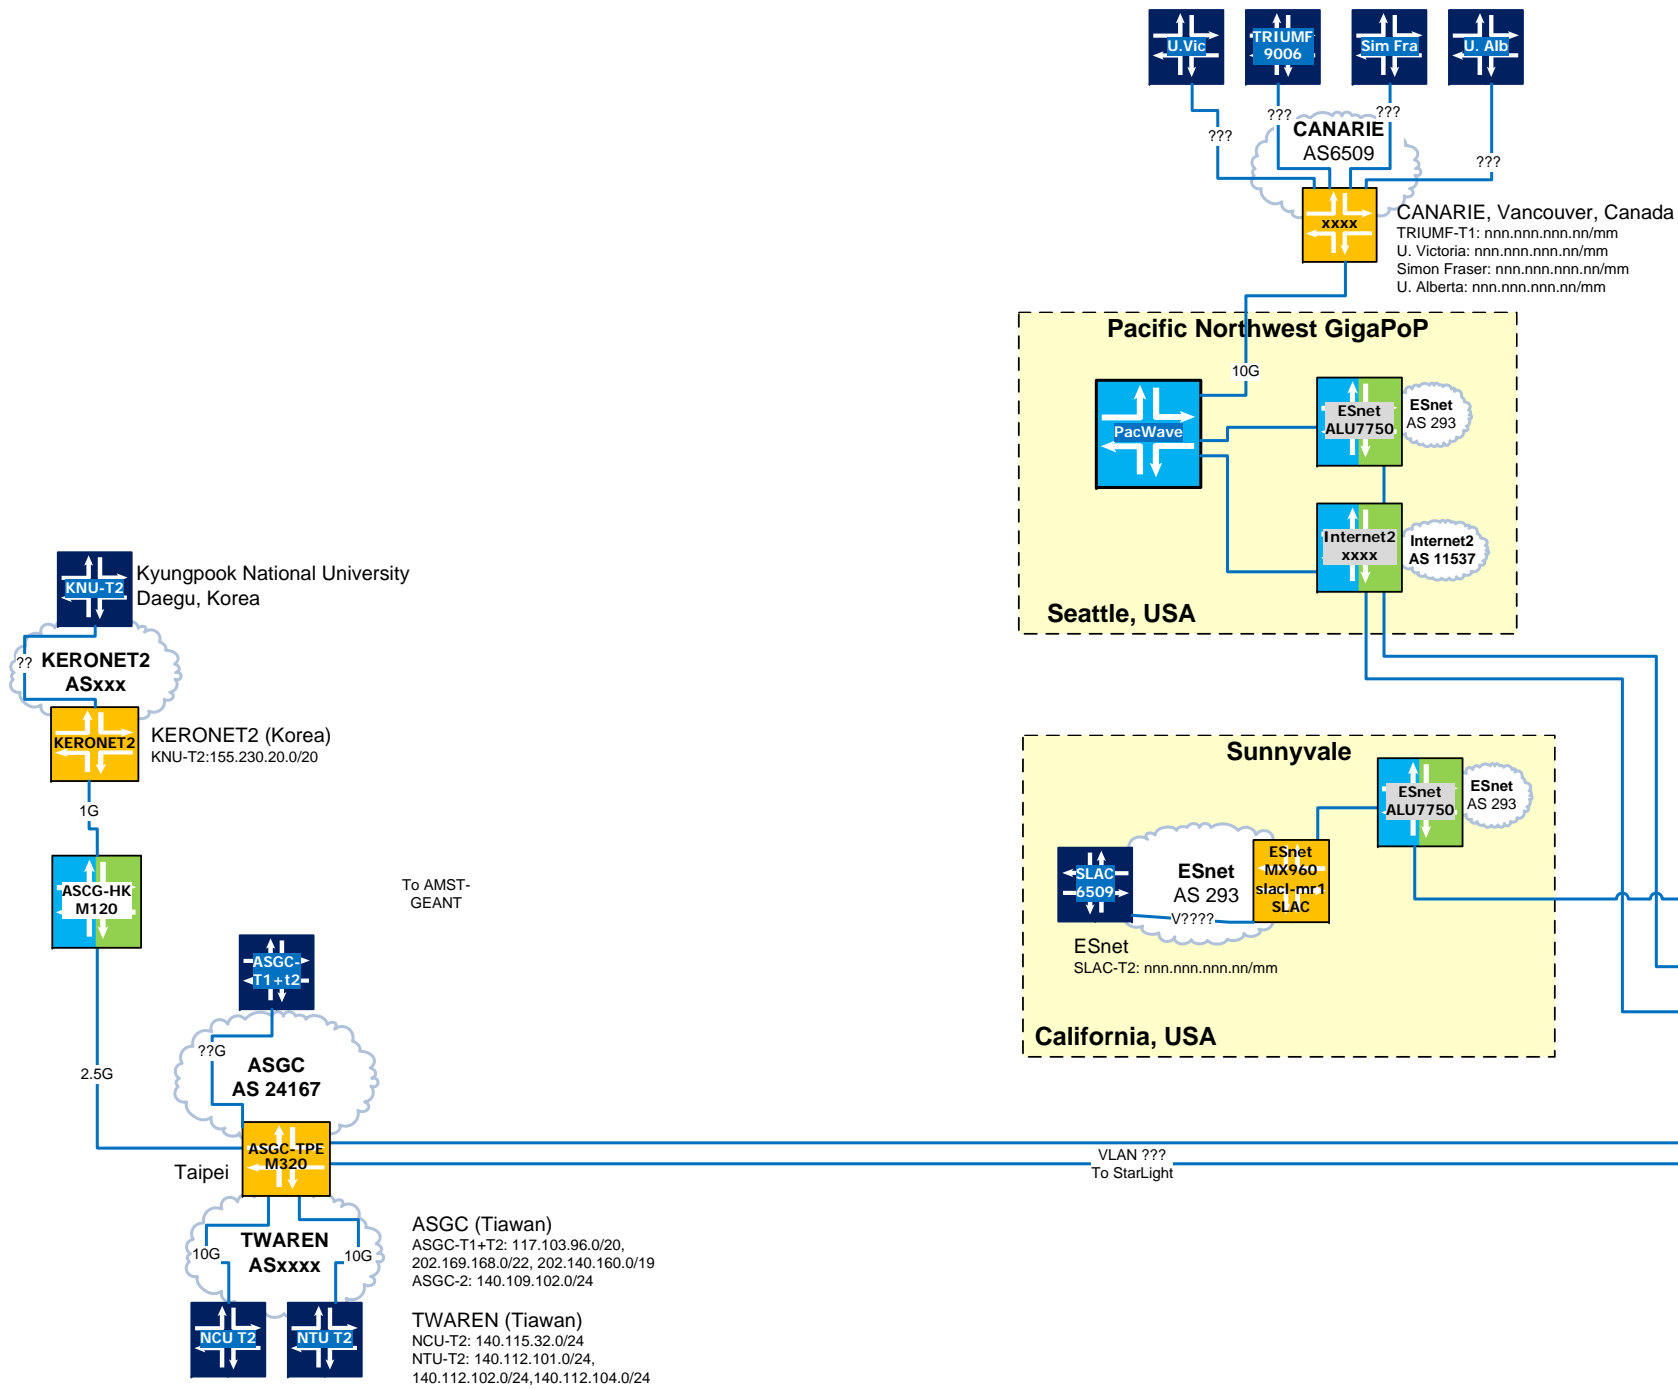 U.Vic
TRIUMF
9006
Sim Fra
U. Alb
???
???
???
???
CANARIE
AS6509
xxxx
CANARIE, Vancouver, Canada
TRIUMF-T1: nnn.nnn.nnn.nn/mm
U. Victoria: nnn.nnn.nnn.nn/mm
Simon Fraser: nnn.nnn.nnn.nn/mm
U. Alberta: nnn.nnn.nnn.nn/mm
Pacific Northwest GigaPoP
10G
PacWave
ESnet
ALU7750
ESnet
AS 293
Internet2
xxxx
Internet2
AS 11537
Seattle, USA
KNU-T2
Kyungpook National University
Daegu, Korea
??
KERONET2
ASxxx
KERONET2
KERONET2 (Korea)
KNU-T2:155.230.20.0/20
1G
ASCG-HK
M120
To AMST-
GEANT
Sunnyvale
ESnet
ALU7750
ESnet
AS 293
SLAC
6509
ESnet
AS 293
V????
ESnet
MX960
slacl-mr1
SLAC
ESnet
SLAC-T2: nnn.nnn.nnn.nn/mm
California, USA
ASGC-
T1+t2
??G
ASGC
AS 24167
2.5G
ASGC-TPE
M320
Taipei
VLAN ???
To StarLight
10G
TWAREN
ASxxxx
10G
NCU T2
NTU T2
ASGC (Tiawan)
ASGC-T1+T2: 117.103.96.0/20,
202.169.168.0/22, 202.140.160.0/19
ASGC-2: 140.109.102.0/24
TWAREN (Tiawan)
NCU-T2: 140.115.32.0/24
NTU-T2: 140.112.101.0/24,
140.112.102.0/24,140.112.104.0/24